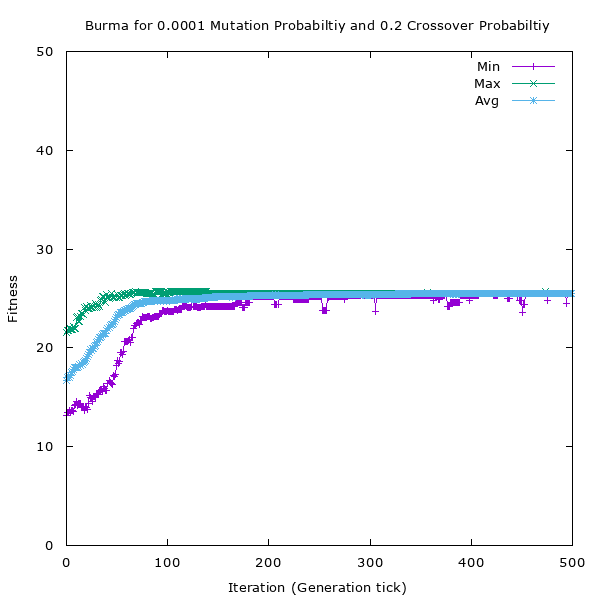 Burma for 0.0001 Mutation Probabiltiy and 0.2 Crossover Probabiltiy
50
Min
Max
Avg
40
30
Fitness
20
10
0
0 100 200 300 400 500
Iteration (Generation tick)